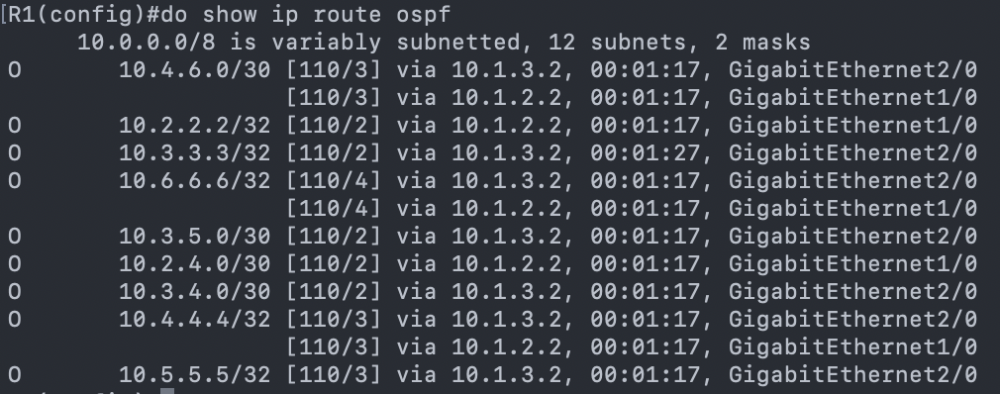 [R1(config)#do show ip route ospf
10.0.0.0/8 is variably subnetted, 12 subnets, 2 masks
O 10.4.6.0/30 [110/3] via 10.1.3.2, 00:01:17, GigabitEthernet2/0
[110/3] via 10.1.2.2, 00:01:17, GigabitEthernet1/0
O 10.2.2.2/32 [110/2] via 10.1.2.2, 00:01:17, GigabitEthernet1/0
O 10.3.3.3/32 [110/2] via 10.1.3.2, 00:01:27, GigabitEthernet2/0
O 10.6.6.6/32 [110/4] via 10.1.3.2, 00:01:17, GigabitEthernet2/0
[110/4] via 10.1.2.2, 00:01:17, GigabitEthernet1/0
O 10.3.5.0/30 [110/2] via 10.1.3.2, 00:01:17, GigabitEthernet2/0
O 10.2.4.0/30 [110/2] via 10.1.2.2, 00:01:17, GigabitEthernet1/0
O 10.3.4.0/30 [110/2] via 10.1.3.2, 00:01:17, GigabitEthernet2/0
O 10.4.4.4/32 [110/3] via 10.1.3.2, 00:01:17, GigabitEthernet2/0
[110/3] via 10.1.2.2, 00:01:17, GigabitEthernet1/0
O 10.5.5.5/32 [110/3] via 10.1.3.2, 00:01:17, GigabitEthernet2/0